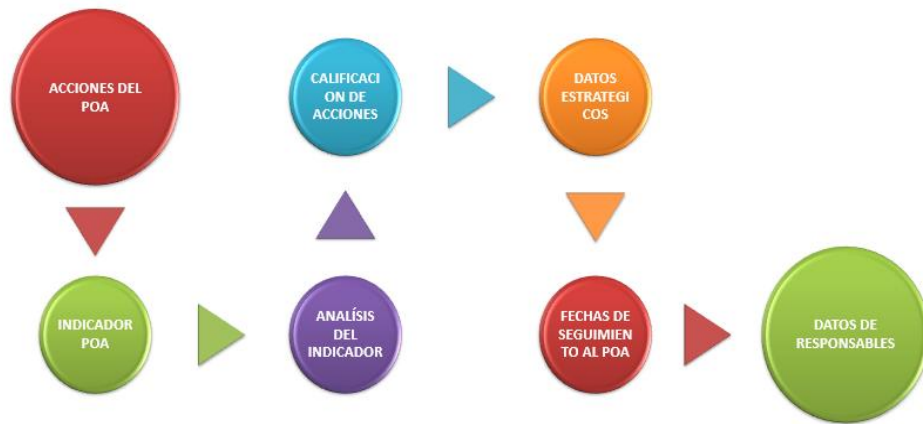 ACCIONES DEL
POA
INDICADOR
POA
ANALÍSIS
DEL
INDICADOR
CALIFICACI
ON DE
ACCIONES
DATOS
ESTRATEGI
COS
FECHAS DE
SEGUIMIEN
TO AL POA
DATOS DE
RESPONSABLES